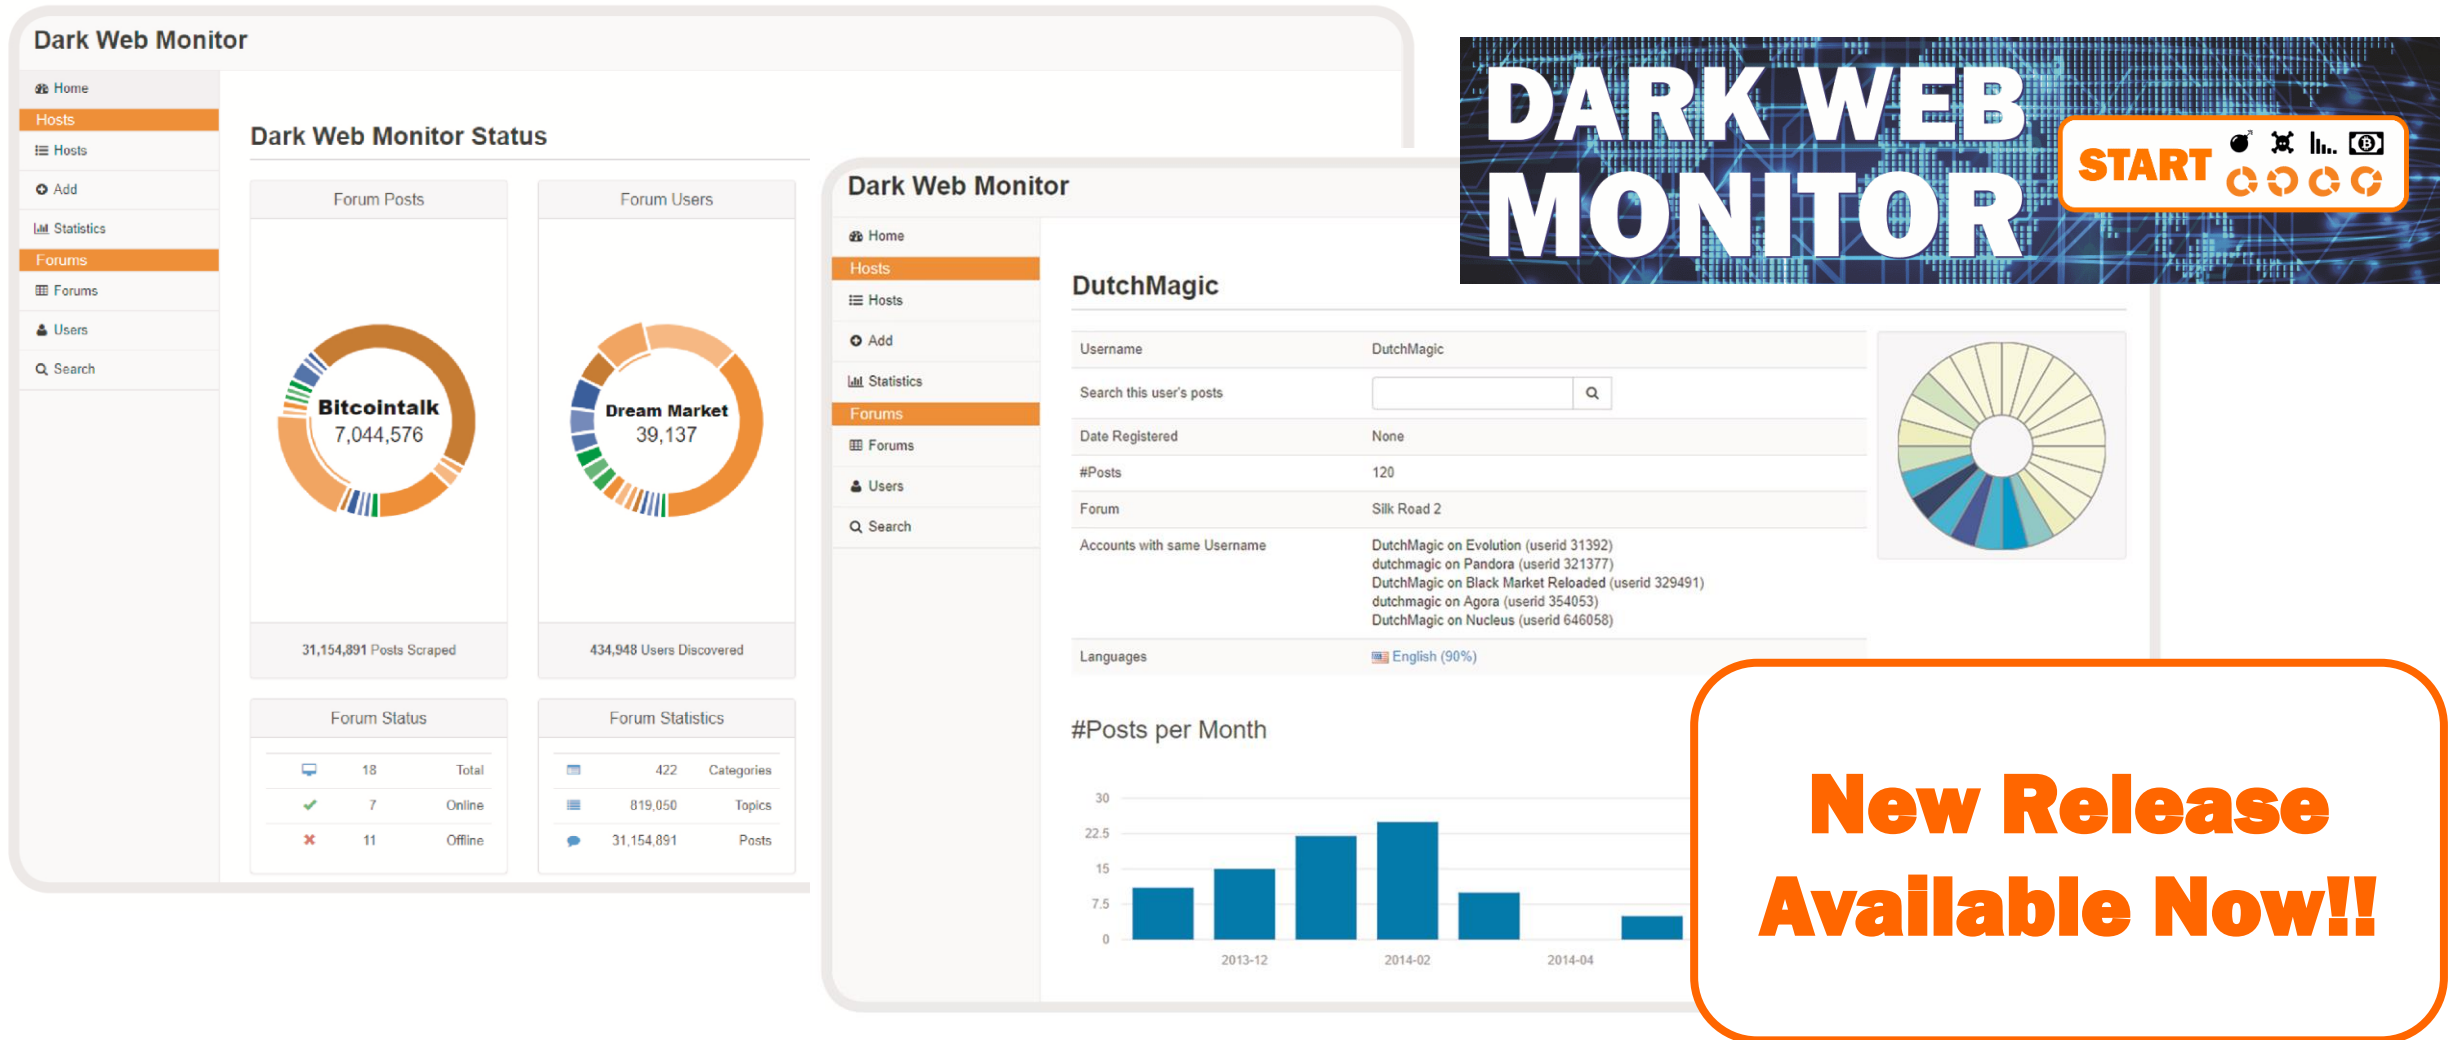 Dark Web Monitor
Home
Hosts
Hosts
Add
Statistics
Forums
Forums
Users
Search
Dark Web Monitor Status
Forum Posts
Bitcointalk
7,044,576
31,154,891 Posts Scraped
Forum Users
Dream Market
39,137
434,948 Users Discovered
Forum Status
18 Total
7 Online
11 Offline
Forum Statistics
422 Categories
819,050 Topics
31,154,891 Posts
Dark Web Monitor
Home
Hosts
Hosts
Add
Statistics
Forums
Forums
Users
Search
DutchMagic
Username DutchMagic
Search this user's posts
Date Registered None
#Posts 120
Forum Silk Road 2
Accounts with same Username DutchMagic on Evolution (userid 31392)
dutchmagic on Pandora (userid 321377)
DutchMagic on Black Market Reloaded (userid 329491)
dutchmagic on Agora (userid 354053)
DutchMagic on Nucleus (userid 646058)
Languages English (90%)
#Posts per Month
30
22.5
15
7.5
0
2013-12 2014-02 2014-04
DARK WEB
MONITOR
START
New Release
Available Now!!